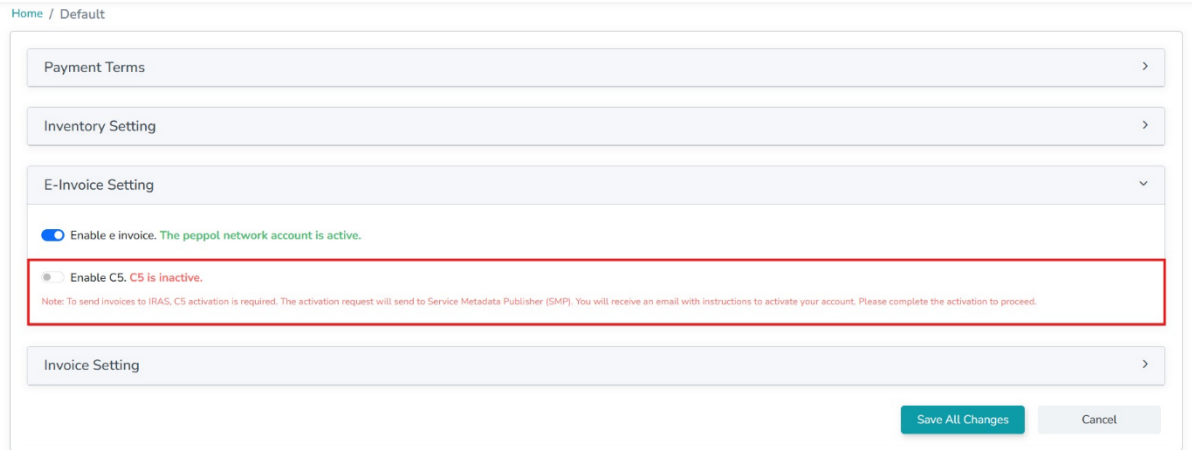 Home / Default
Payment Terms
Inventory Setting
E-Invoice Setting
Enable e invoice. The peppol network account is active.
Enable C5. C5 is inactive.
Note: To send invoices to IRAS, C5 activation is required. The activation request will send to Service Metadata Publisher (SMP). You will receive an email with instructions to activate your account. Please complete the activation to proceed.
Invoice Setting
Save All Changes Cancel